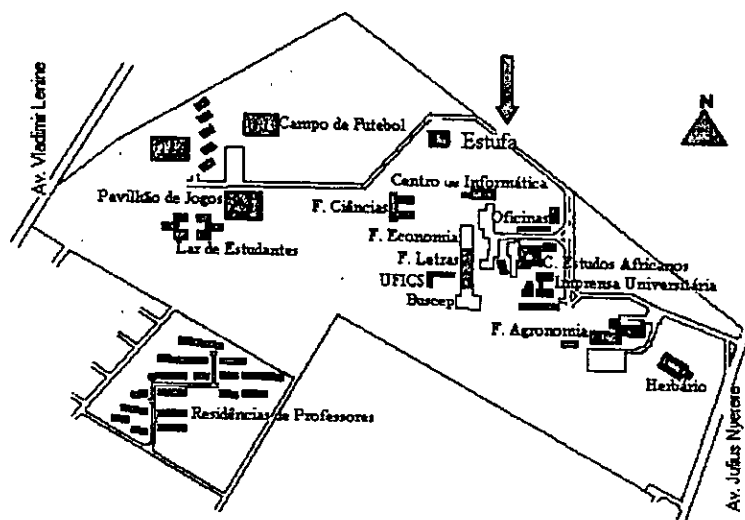 Av. Vladimir Lenine
Campo de Futebol
Estufa
N
Centro de Informática
Pavilhão de Jogos
F. Ciências
Oficinas
F. Economia
Lar de Estudantes
F. Letras
C. Estudos Africanos
UFICS
Imprensa Universitária
Buscep
F. Agronomia
Herbário
Residências de Professores
Av. Julius Nyerere